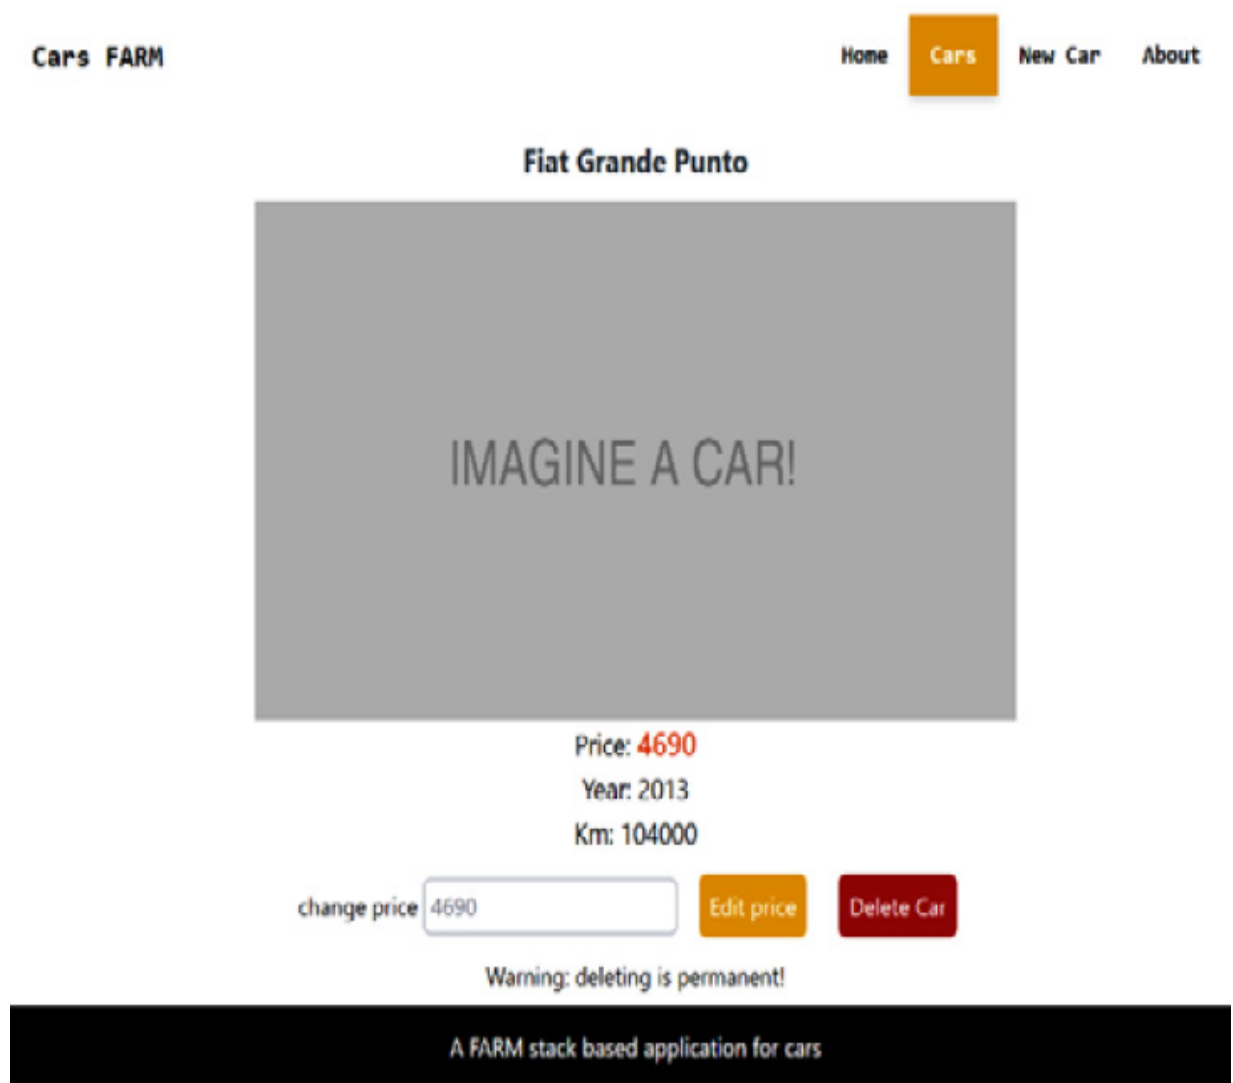 Cars FARM
Home Cars New Car About
Fiat Grande Punto
IMAGINE A CAR!
Price: 4690
Year: 2013
Km: 104000
change price 4690 Edit price Delete Car
Warning: deleting is permanent!
A FARM stack based application for cars